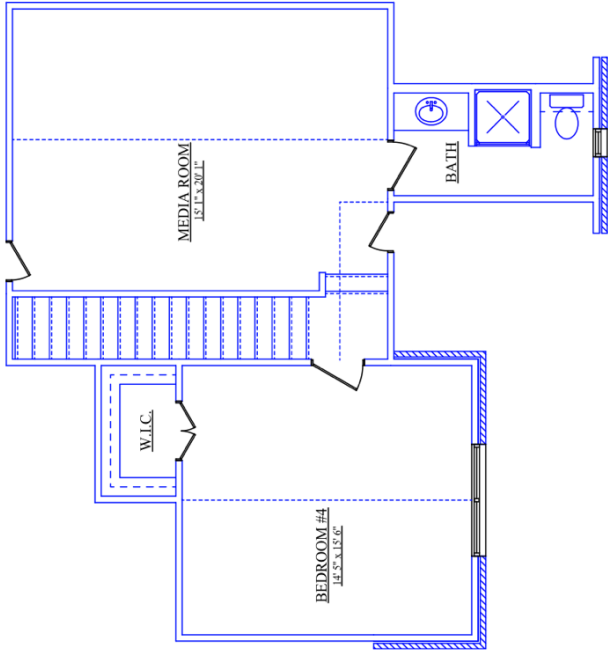 MEDIA ROOM
15' 1" x 20' 1"
BATH
W.I.C.
BEDROOM #4
14' 5" x 15' 6"